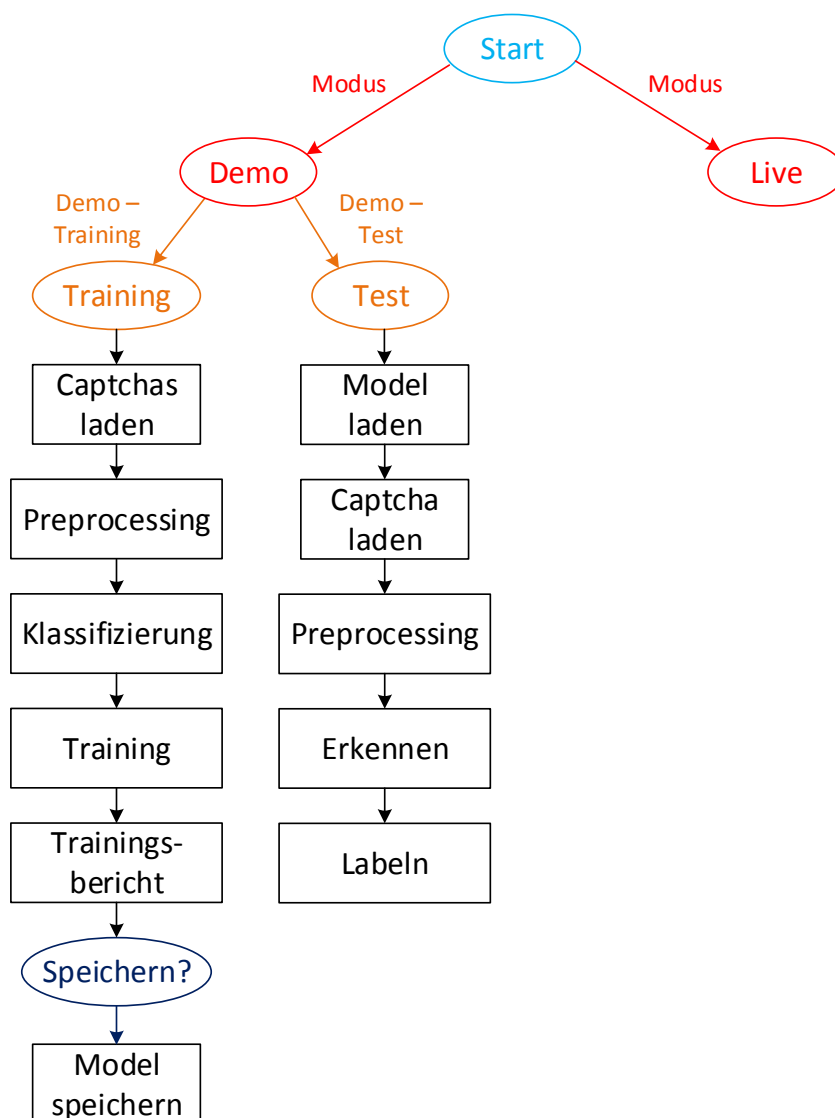 Start
Modus
Modus
Demo
Live
Demo –
Training
Demo –
Test
Training
Test
Captchas
laden
Model
laden
Preprocessing
Captcha
laden
Klassifizierung
Preprocessing
Training
Erkennen
Trainings-
bericht
Labeln
Speichern?
Model
speichern